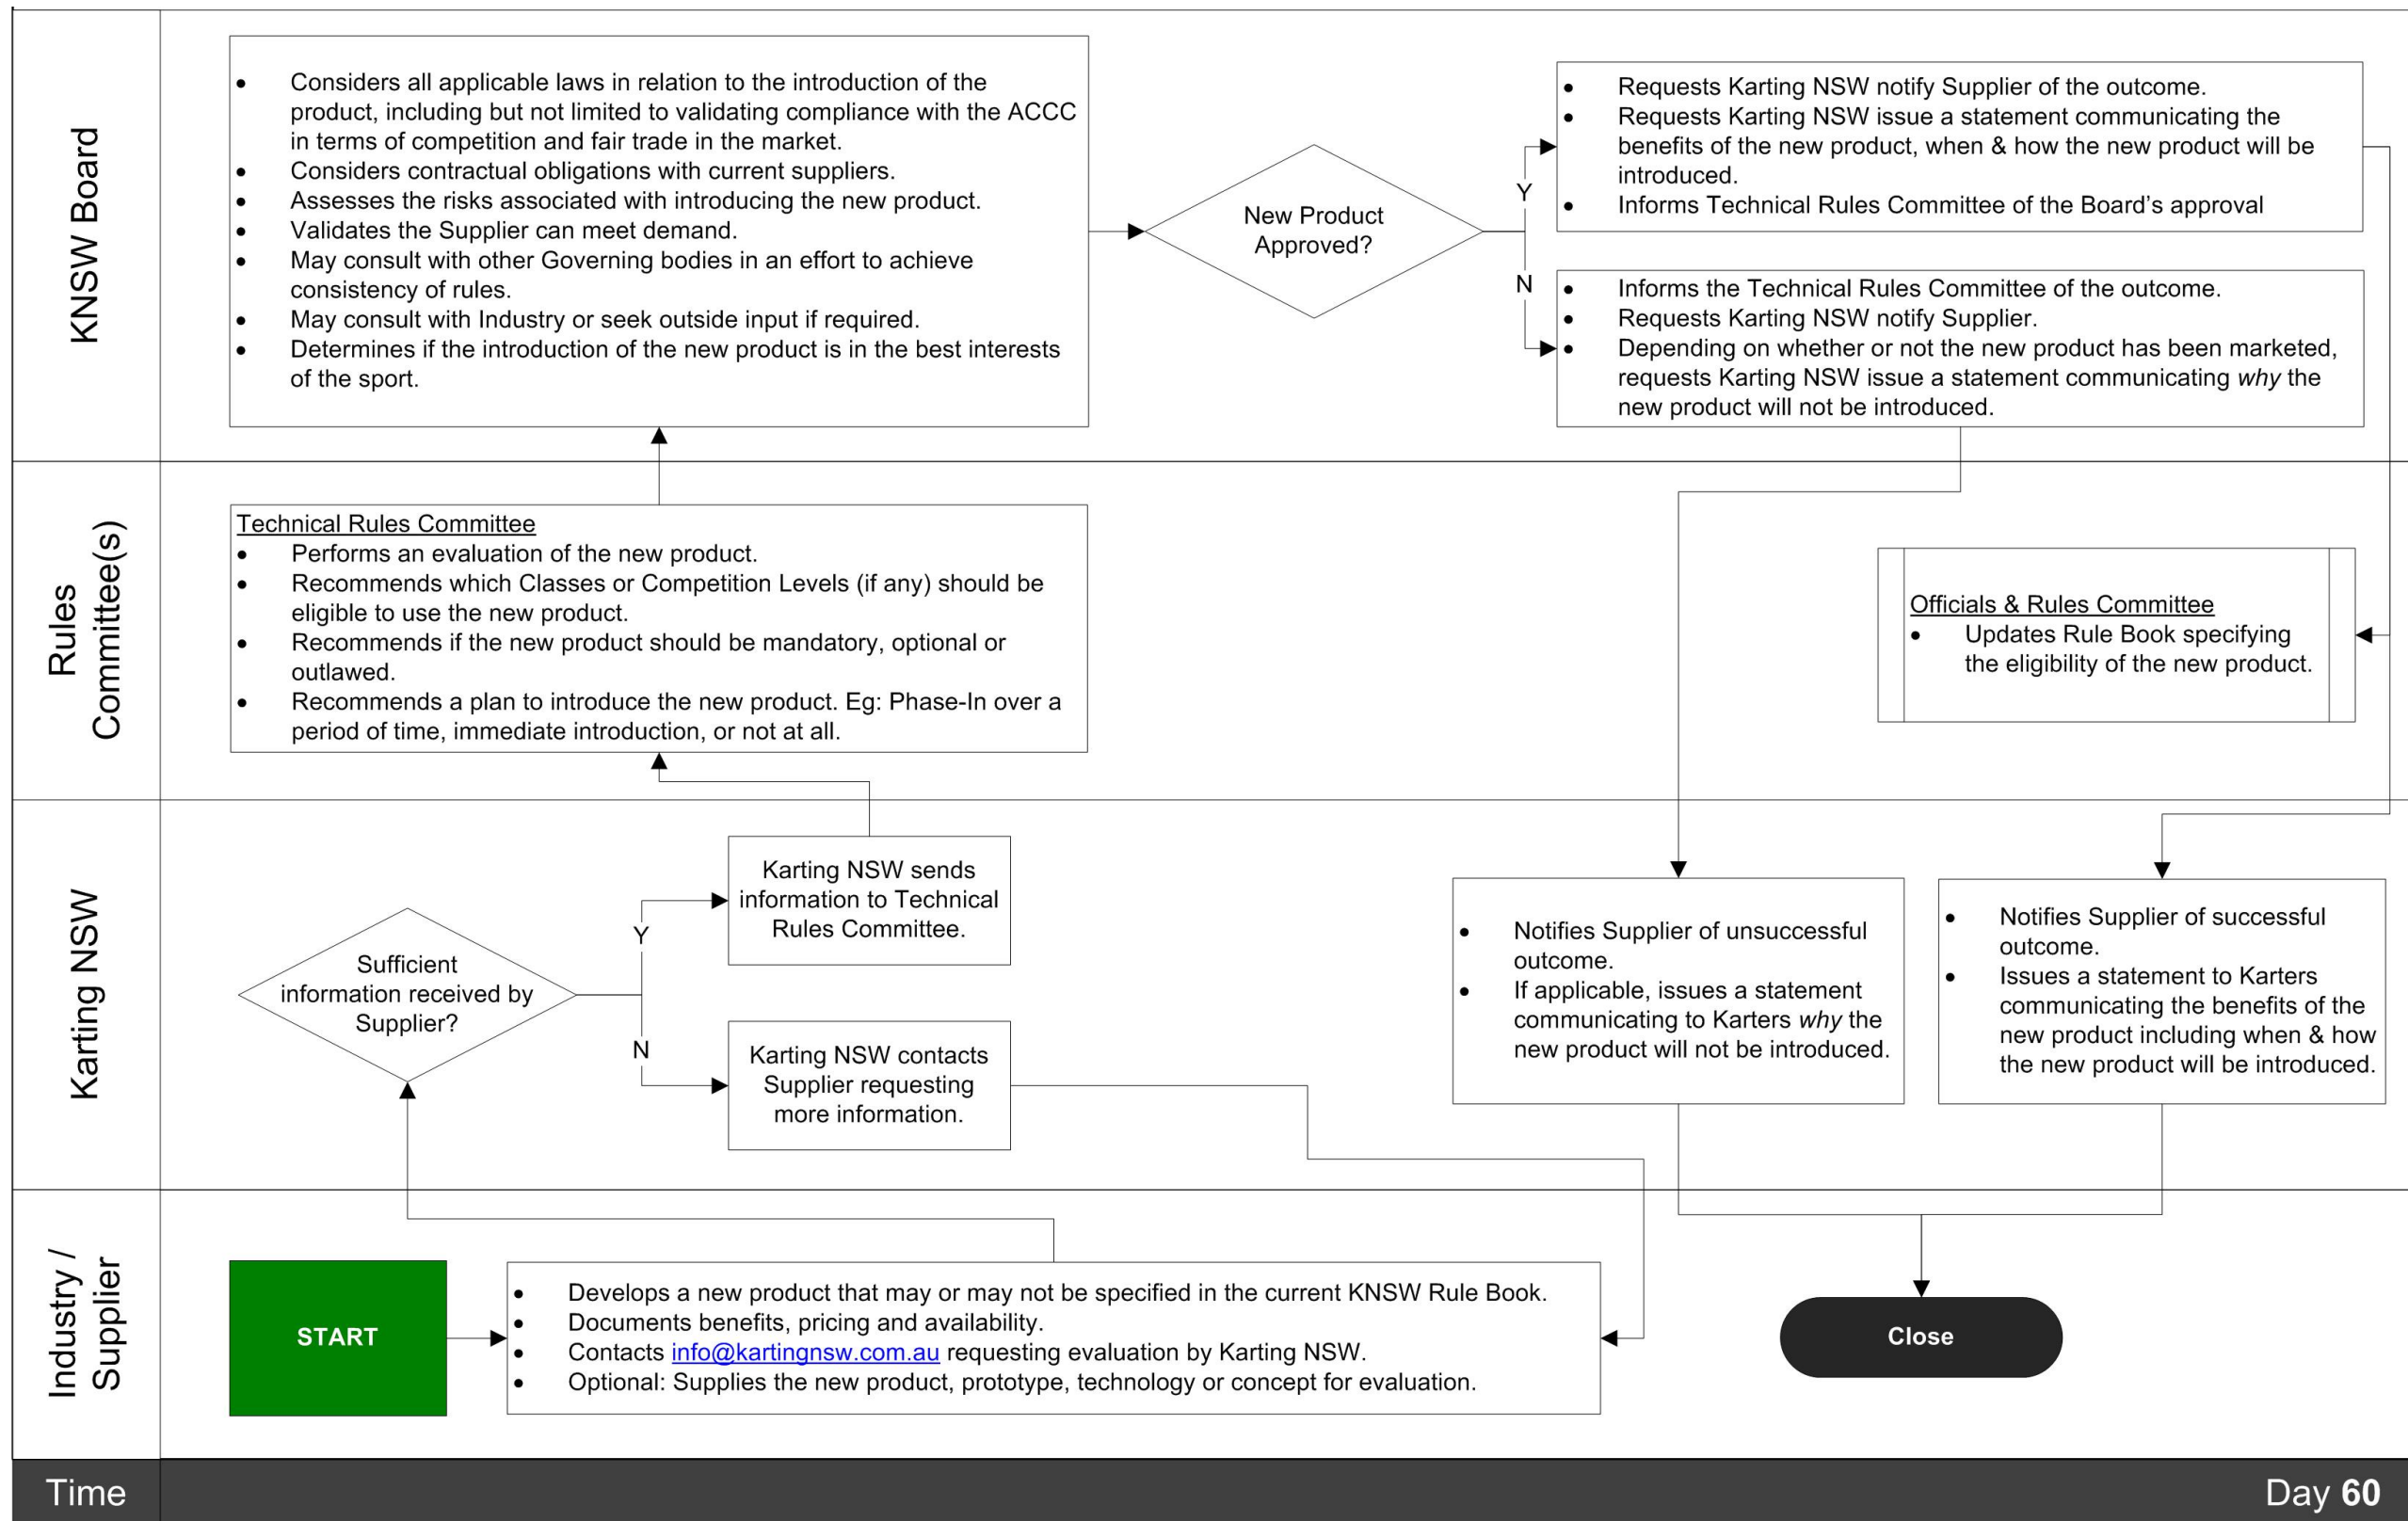 KNSW Board
• Considers all applicable laws in relation to the introduction of the
product, including but not limited to validating compliance with the ACCC
in terms of competition and fair trade in the market.
• Considers contractual obligations with current suppliers.
• Assesses the risks associated with introducing the new product.
• Validates the Supplier can meet demand.
• May consult with other Governing bodies in an effort to achieve
consistency of rules.
• May consult with Industry or seek outside input if required.
• Determines if the introduction of the new product is in the best interests
of the sport.
New Product
Approved?
Y
• Requests Karting NSW notify Supplier of the outcome.
• Requests Karting NSW issue a statement communicating the
benefits of the new product, when & how the new product will be
introduced.
• Informs Technical Rules Committee of the Board's approval
N
• Informs the Technical Rules Committee of the outcome.
• Requests Karting NSW notify Supplier.
• Depending on whether or not the new product has been marketed,
requests Karting NSW issue a statement communicating why the
new product will not be introduced.
Rules
Committee(s)
Technical Rules Committee
• Performs an evaluation of the new product.
• Recommends which Classes or Competition Levels (if any) should be
eligible to use the new product.
• Recommends if the new product should be mandatory, optional or
outlawed.
• Recommends a plan to introduce the new product. Eg: Phase-In over a
period of time, immediate introduction, or not at all.
Officials & Rules Committee
• Updates Rule Book specifying
the eligibility of the new product.
Karting NSW
Sufficient
information received by
Supplier?
Y
Karting NSW sends
information to Technical
Rules Committee.
N
Karting NSW contacts
Supplier requesting
more information.
• Notifies Supplier of unsuccessful
outcome.
• If applicable, issues a statement
communicating to Karters why the
new product will not be introduced.
• Notifies Supplier of successful
outcome.
• Issues a statement to Karters
communicating the benefits of the
new product including when & how
the new product will be introduced.
Industry /
Supplier
START
• Develops a new product that may or may not be specified in the current KNSW Rule Book.
• Documents benefits, pricing and availability.
• Contacts info@kartingnsw.com.au requesting evaluation by Karting NSW.
• Optional: Supplies the new product, prototype, technology or concept for evaluation.
Close
Time
Day 60